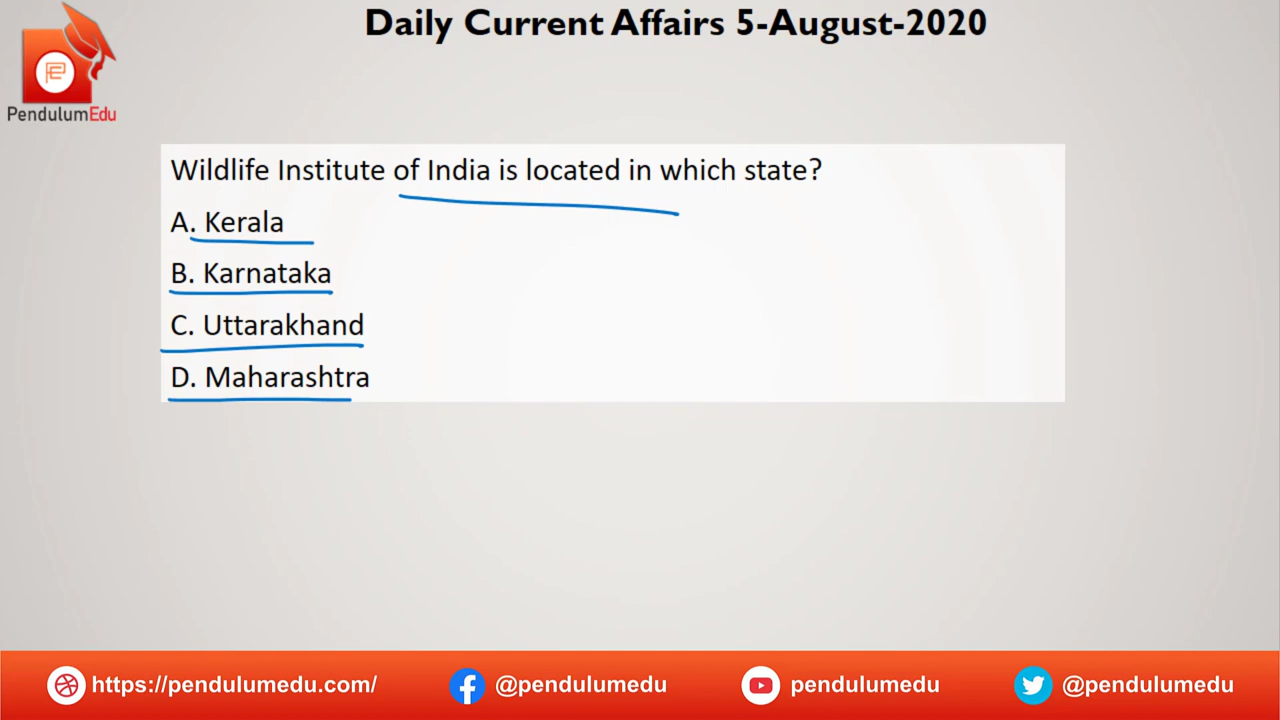 Daily Current Affairs 5-August-2020
PendulumEdu
Wildlife Institute of India is located in which state?
A. Kerala
B. Karnataka
C. Uttarakhand
D. Maharashtra
https://pendulumedu.com/ @pendulumedu pendulumedu @pendulumedu